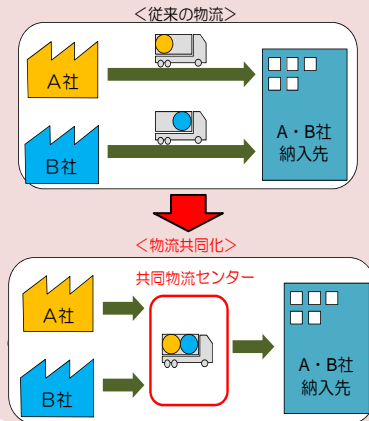 ＜従来の物流＞
A社
B社
A・B社
納入先
＜物流共同化＞
共同物流センター
A社
B社
A・B社
納入先